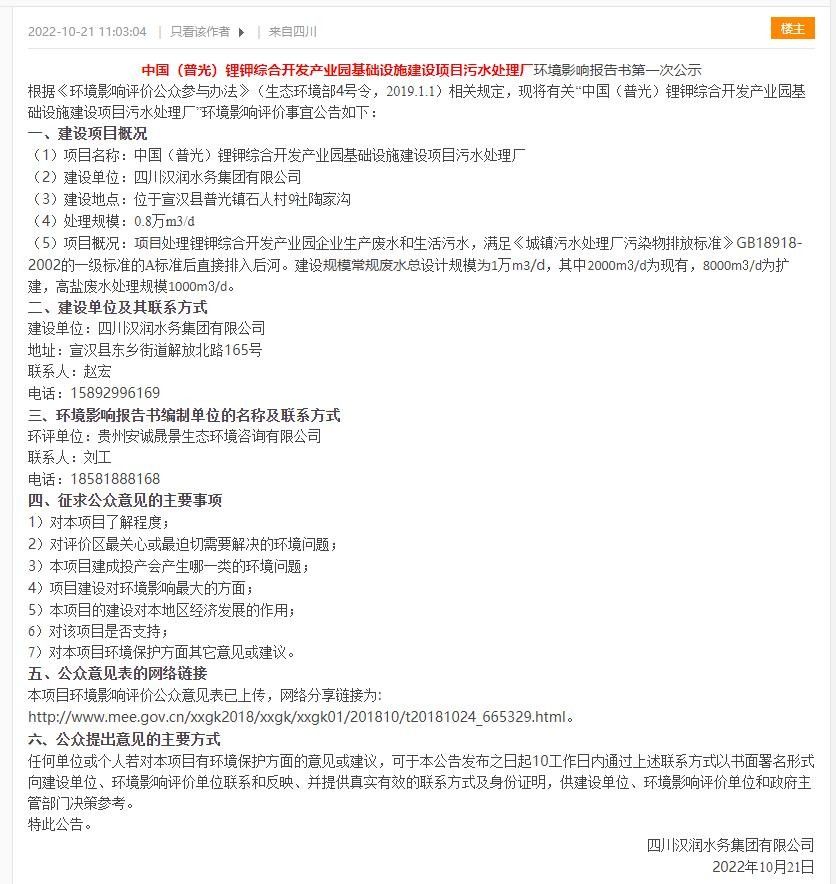 2022-10-21 11:03:04 | 只看该作者 | 来自四川 楼主
中国（普光）锂钾综合开发产业园基础设施建设项目污水处理厂环境影响报告书第一次公示
根据《环境影响评价公众参与办法》（生态环境部4号令，2019.1.1）相关规定，现将有关“中国（普光）锂钾综合开发产业园基
础设施建设项目污水处理厂”环境影响评价事宜公告如下：
一、建设项目概况
（1）项目名称：中国（普光）锂钾综合开发产业园基础设施建设项目污水处理厂
（2）建设单位：四川汉润水务集团有限公司
（3）建设地点：位于宣汉县普光镇石人村9社陶家沟
（4）处理规模：0.8万m3/d
（5）项目概况：项目处理锂钾综合开发产业园企业生产废水和生活污水，满足《城镇污水处理厂污染物排放标准》GB18918-
2002的一级标准的A标准后直接排入后河。建设规模常规废水总设计规模为1万m3/d，其中2000m3/d为现有，8000m3/d为扩
建，高盐废水处理规模1000m3/d。
二、建设单位及其联系方式
建设单位：四川汉润水务集团有限公司
地址：宣汉县东乡街道解放北路165号
联系人：赵宏
电话：15892996169
三、环境影响报告书编制单位的名称及联系方式
环评单位：贵州安诚晟景生态环境咨询有限公司
联系人：刘工
电话：18581888168
四、征求公众意见的主要事项
1）对本项目了解程度；
2）对评价区最关心或最迫切需要解决的环境问题；
3）本项目建成投产会产生哪一类的环境问题；
4）项目建设对环境影响最大的方面；
5）本项目的建设对本地区经济发展的作用；
6）对该项目是否支持；
7）对本项目环境保护方面其它意见或建议。
五、公众意见表的网络链接
本项目环境影响评价公众意见表已上传，网络分享链接为:
http://www.mee.gov.cn/xxgk2018/xxgk/xxgk01/201810/t20181024_665329.html。
六、公众提出意见的主要方式
任何单位或个人若对本项目有环境保护方面的意见或建议，可于本公告发布之日起10工作日内通过上述联系方式以书面署名形式
向建设单位、环境影响评价单位联系和反映、并提供真实有效的联系方式及身份证明，供建设单位、环境影响评价单位和政府主
管部门决策参考。
特此公告。
四川汉润水务集团有限公司
2022年10月21日